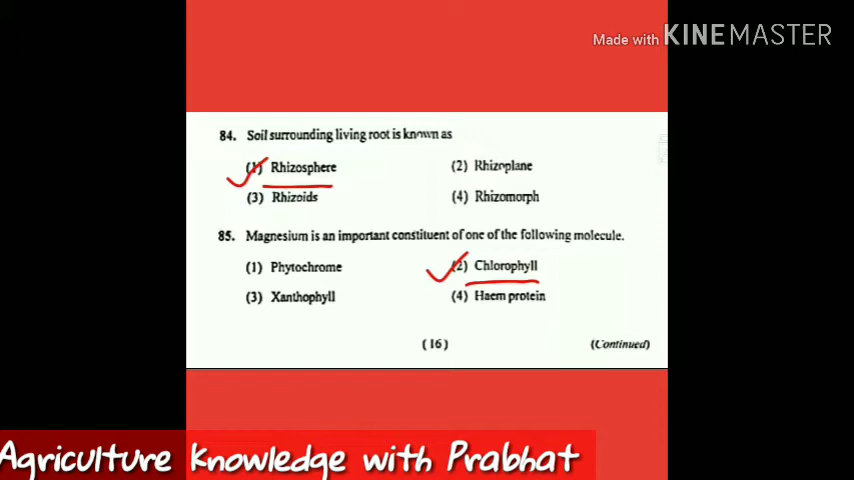 Made with KINEMASTER
84. Soil surrounding living root is known as
(1) Rhizosphere (2) Rhizoplane
(3) Rhizoids (4) Rhizomorph
85. Magnesium is an important constituent of one of the following molecule.
(1) Phytochrome (2) Chlorophyll
(3) Xanthophyll (4) Haem protein
(16) (Continued)
Agriculture Knowledge with Prabhat